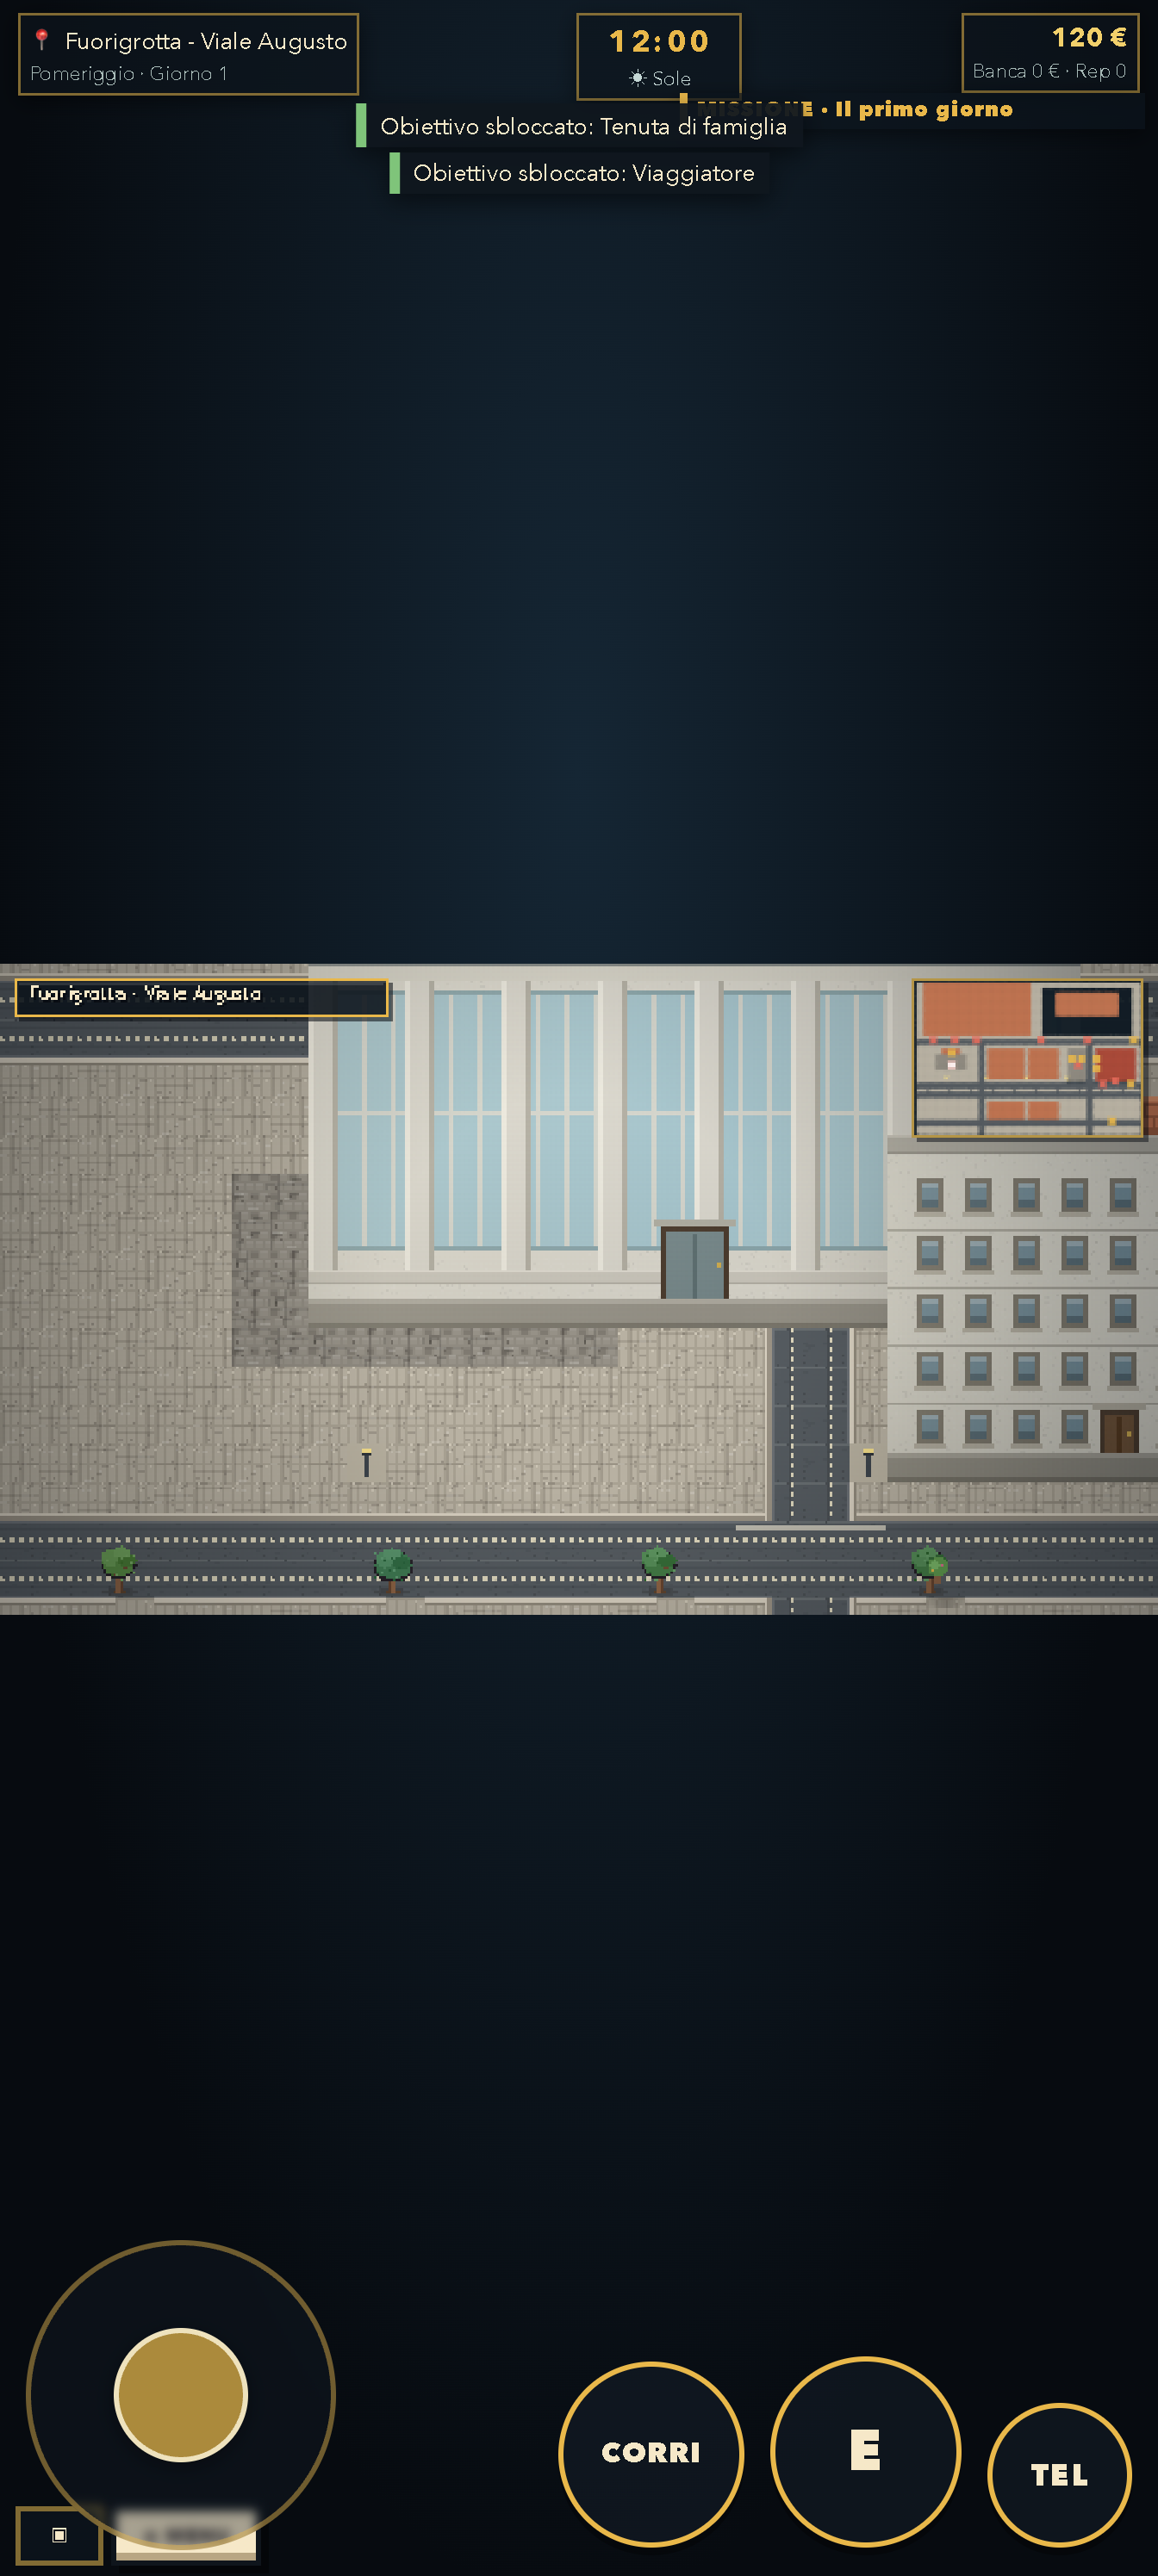 Fuorigrotta - Viale Augusto
Pomeriggio · Giorno 1
12:00
☀ Sole
120 €
Banca 0 € · Rep 0
MISSIONE · Il primo giorno
Obiettivo sbloccato: Tenuta di famiglia
Obiettivo sbloccato: Viaggiatore
Fuorigrotta - Viale Augusto
CORRI
E
TEL